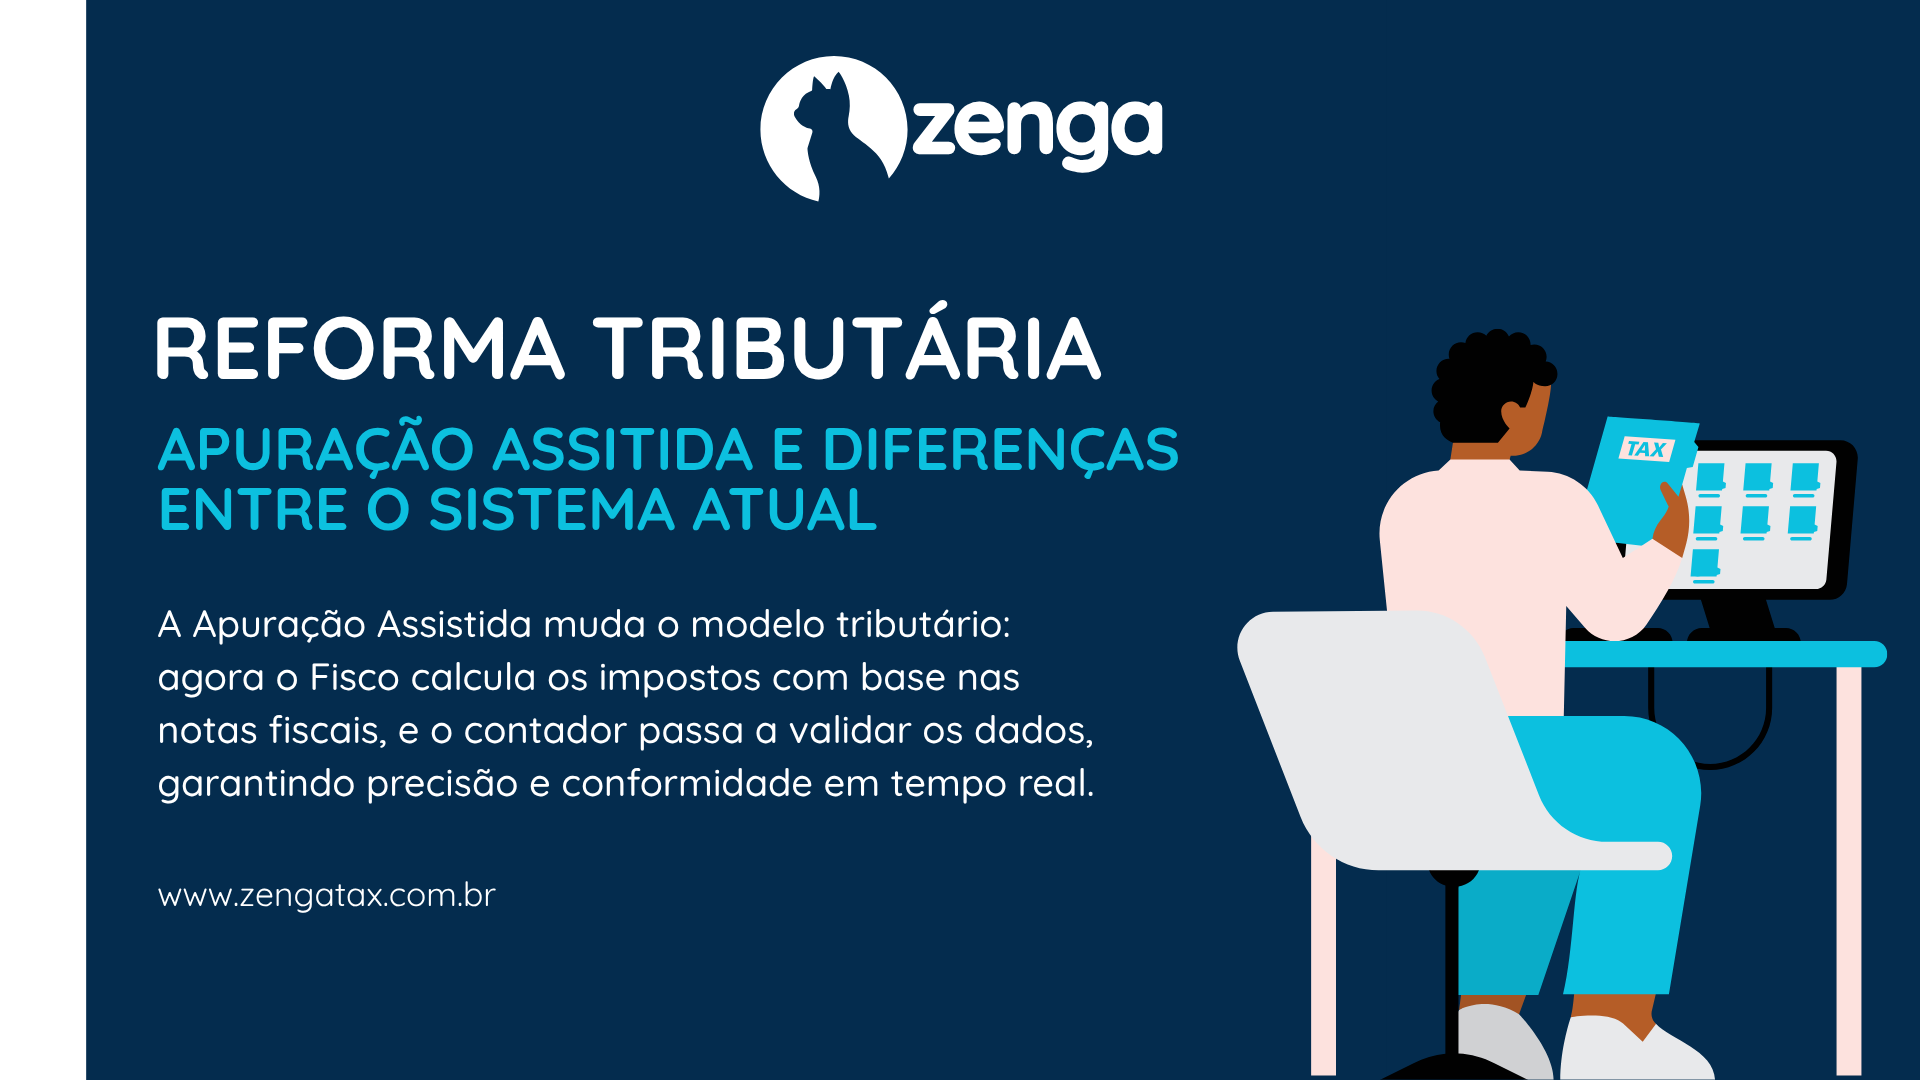 zenga
REFORMA TRIBUTÁRIA
APURAÇÃO ASSITIDA E DIFERENÇAS
ENTRE O SISTEMA ATUAL
TAX
A Apuração Assistida muda o modelo tributário:
agora o Fisco calcula os impostos com base nas
notas fiscais, e o contador passa a validar os dados,
garantindo precisão e conformidade em tempo real.
www.zengatax.com.br